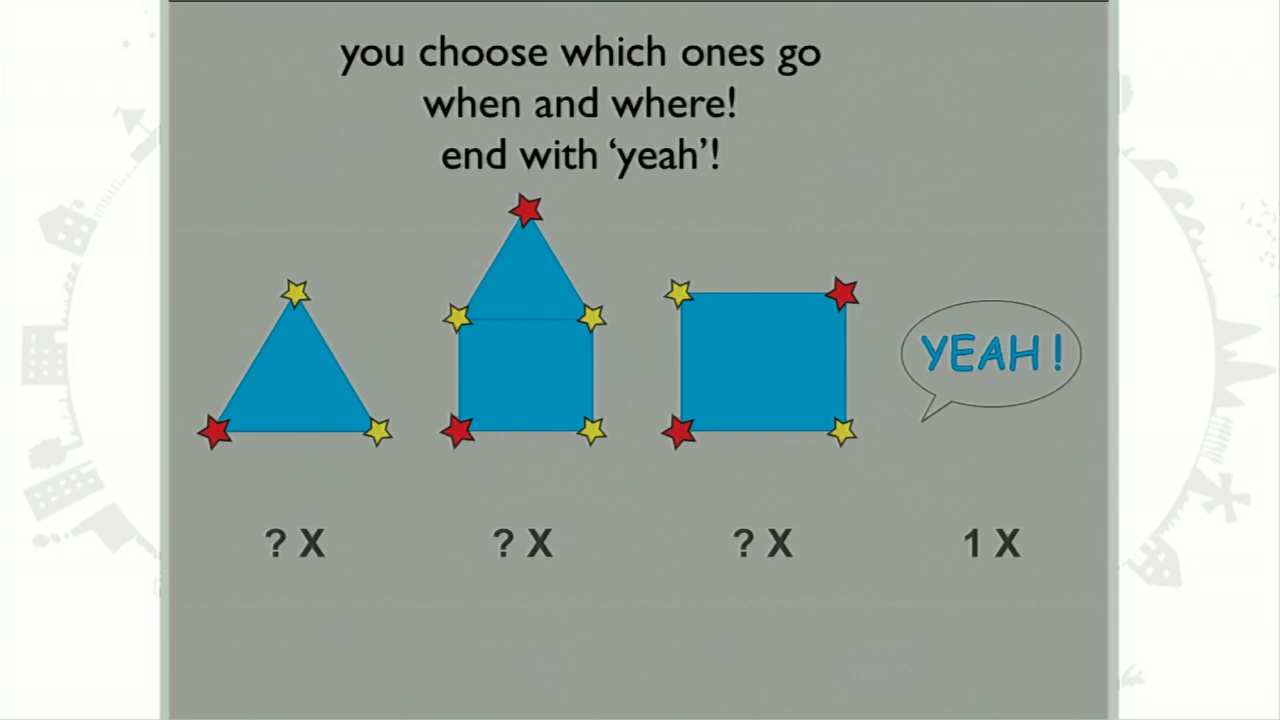 you choose which ones go
when and where!
end with ‘yeah’!
YEAH !
? X ? X ? X 1 X